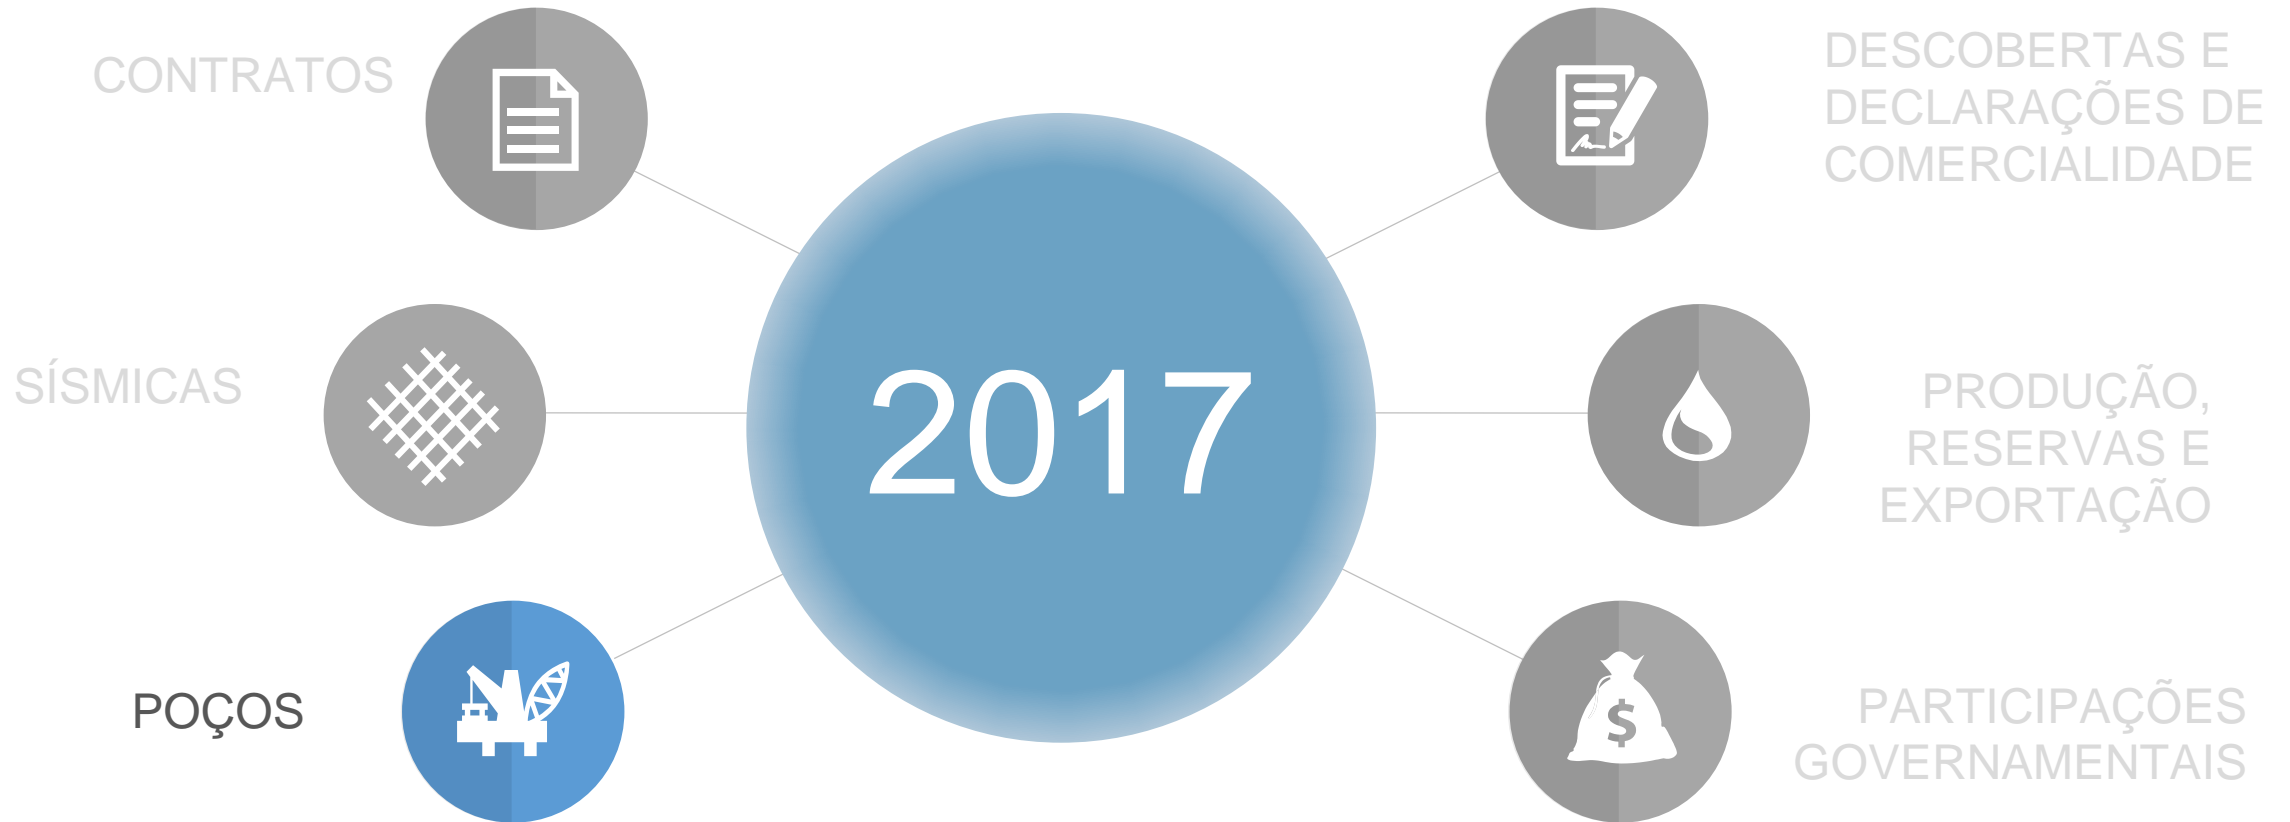 CONTRATOS
SÍSMICAS
POÇOS
2017
DESCOBERTAS E
DECLARAÇÕES DE
COMERCIALIDADE
PRODUÇÃO,
RESERVAS E
EXPORTAÇÃO
$
PARTICIPAÇÕES
GOVERNAMENTAIS